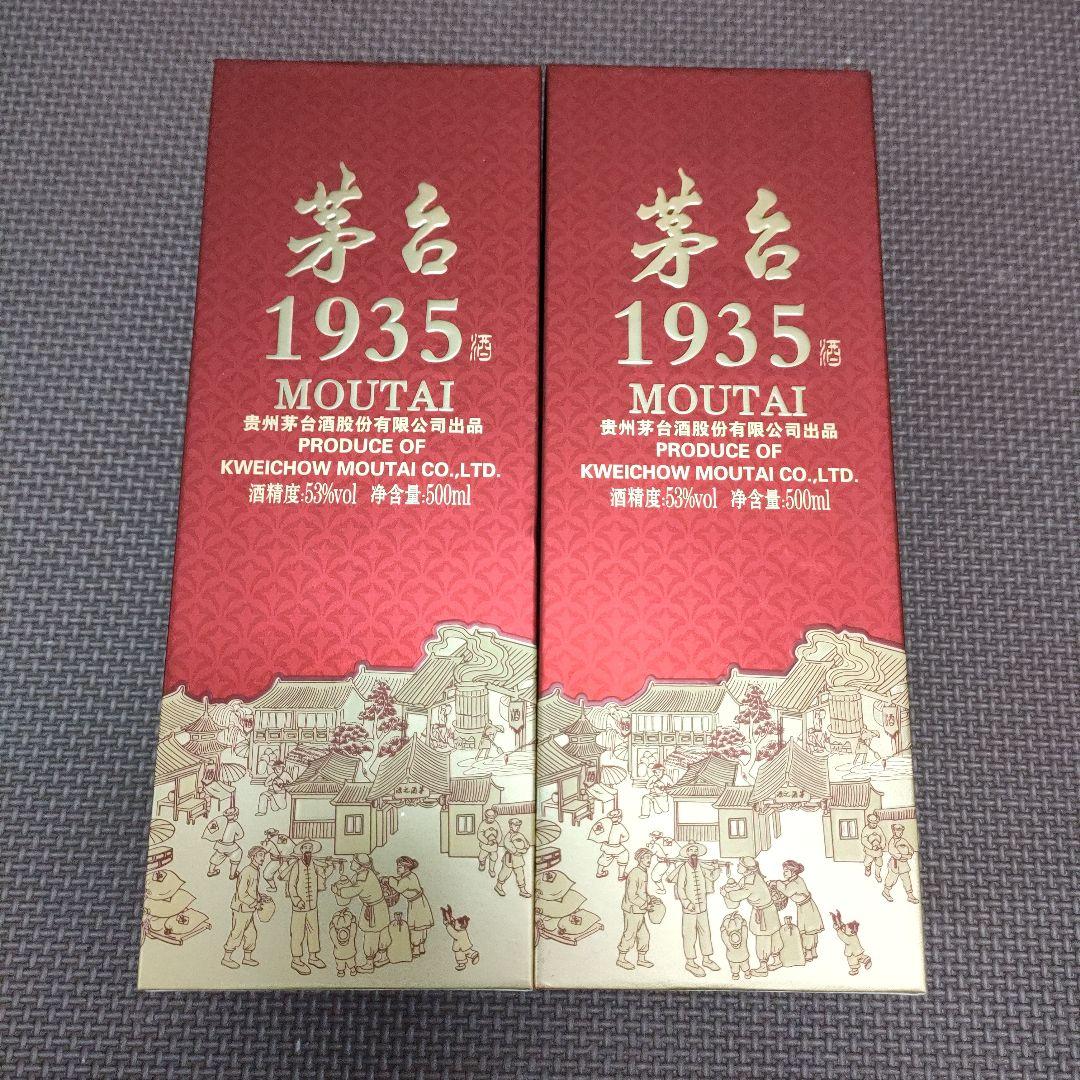 茅台
1935酒
MOUTAI
贵州茅台酒股份有限公司出品
PRODUCE OF
KWEICHOW MOUTAI CO.,LTD.
酒精度:53%vol 净含量:500ml
酒
茅台
1935酒
MOUTAI
贵州茅台酒股份有限公司出品
PRODUCE OF
KWEICHOW MOUTAI CO.,LTD.
酒精度:53%vol 净含量:500ml
酒